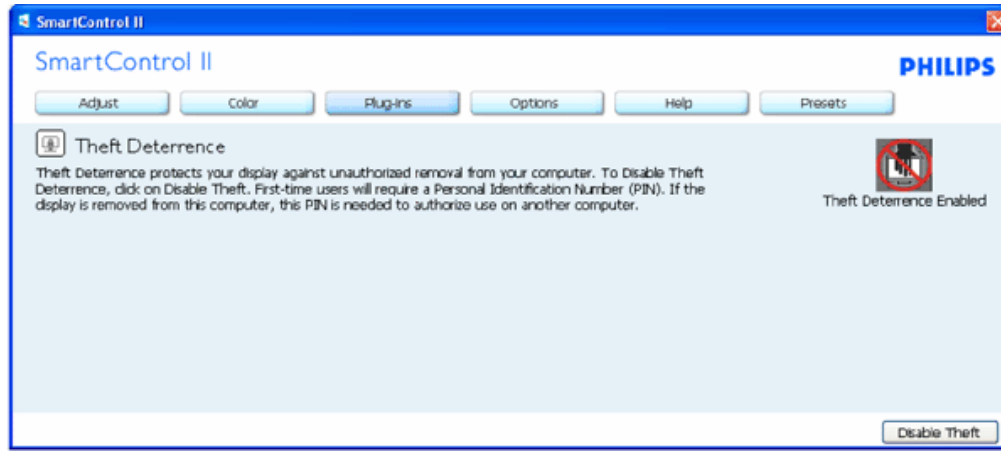 SmartControl II
SmartControl II
PHILIPS
Adjust Color Plug-Ins Options Help Presets
Theft Deterrence
Theft Deterrence protects your display against unauthorized removal from your computer. To Disable Theft
Deterrence, click on Disable Theft. First-time users will require a Personal Identification Number (PIN). If the
display is removed from this computer, this PIN is needed to authorize use on another computer.
Theft Deterrence Enabled
Disable Theft